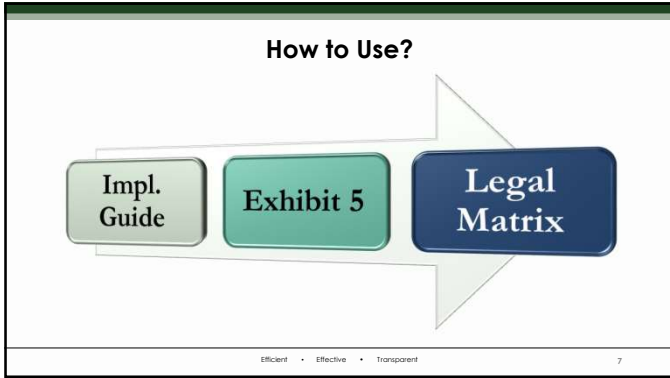 How to Use?
Impl.
Guide
Exhibit 5
Legal
Matrix
Efficient • Effective • Transparent
7